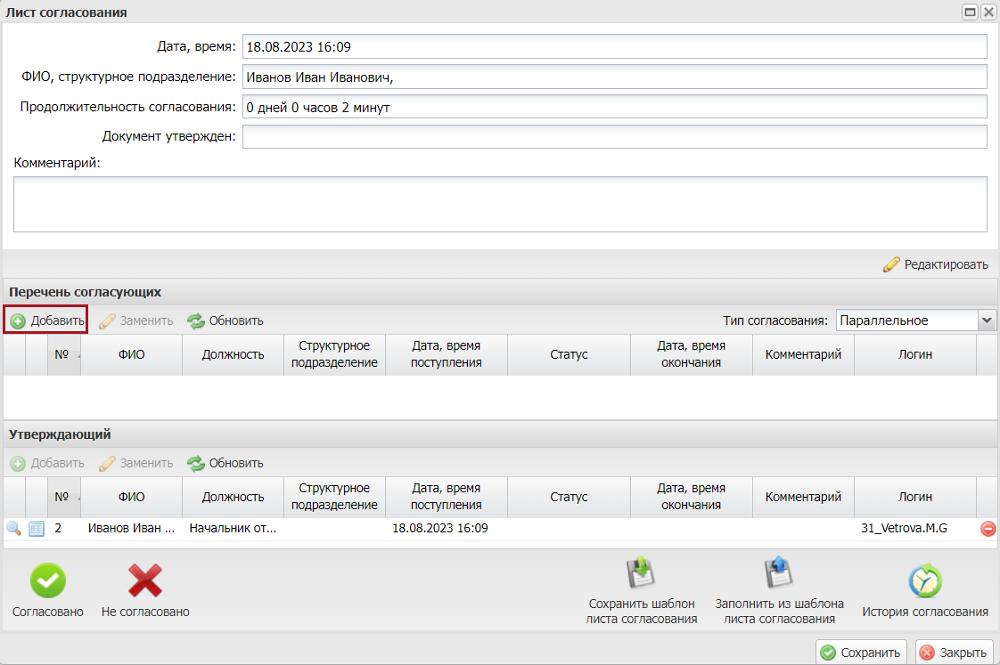 Лист согласования
Дата, время: 18.08.2023 16:09
ФИО, структурное подразделение: Иванов Иван Иванович,
Продолжительность согласования: 0 дней 0 часов 2 минут
Документ утвержден:
Комментарий:
Редактировать
Перечень согласующих
Добавить Заменить Обновить Тип согласования: Параллельное
№ ФИО Должность Структурное подразделение Дата, время поступления Статус Дата, время окончания Комментарий Логин
Утверждающий
Добавить Заменить Обновить
№ ФИО Должность Структурное подразделение Дата, время поступления Статус Дата, время окончания Комментарий Логин
2 Иванов Иван ... Начальник от... 18.08.2023 16:09 31_Vetrova.M.G
Согласовано Не согласовано Сохранить шаблон листа согласования Заполнить из шаблона листа согласования История согласования
Сохранить Закрыть